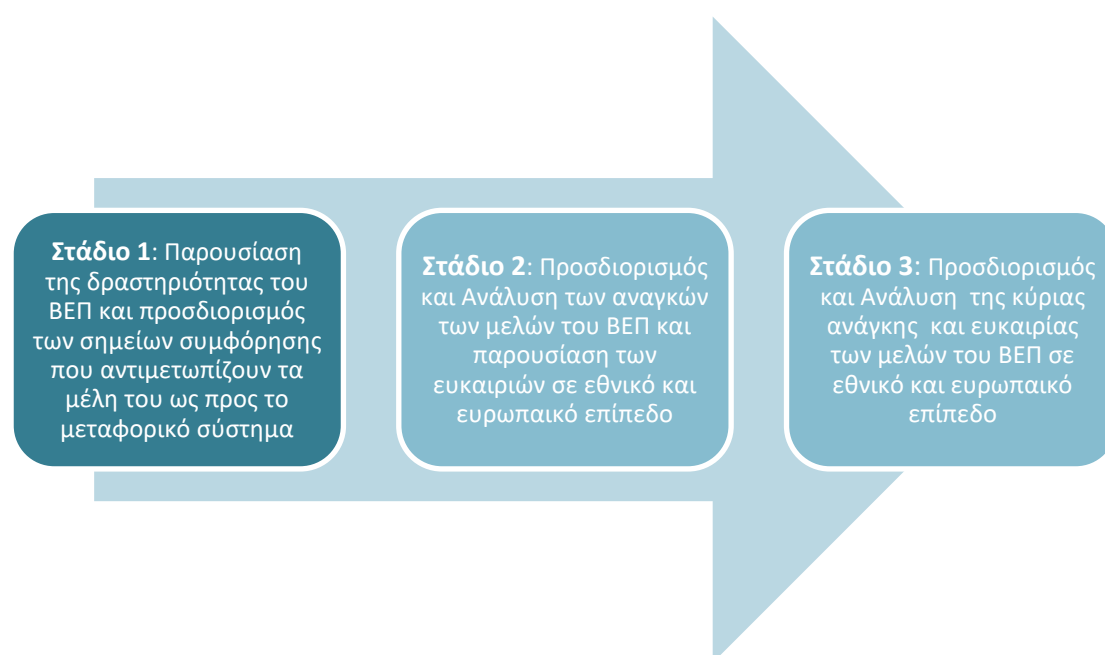 Στάδιο 1: Παρουσίαση
της δραστηριότητας του
ΒΕΠ και προσδιορισμός
των σημείων συμφόρησης
που αντιμετωπίζουν τα
μέλη του ως προς το
μεταφορικό σύστημα
Στάδιο 2: Προσδιορισμός
και Ανάλυση των αναγκών
των μελών του ΒΕΠ και
παρουσίαση των
ευκαιριών σε εθνικό και
ευρωπαικό επίπεδο
Στάδιο 3: Προσδιορισμός
και Ανάλυση της κύριας
ανάγκης και ευκαιρίας
των μελών του ΒΕΠ σε
εθνικό και ευρωπαικό
επίπεδο